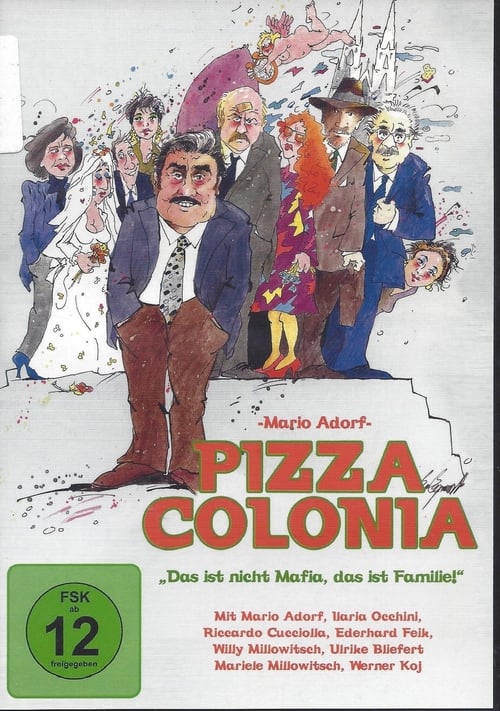 -Mario Adorf-
PIZZA
COLONIA
„Das ist nicht Mafia, das ist Familie!“
Mit Mario Adorf, Ilaria Occhini,
Riccardo Cucciolla, Ederhard Feik,
Willy Millowitsch, Ulrike Bliefert
Mariele Millowitsch, Werner Koj
FSK
ab
12
freigegeben